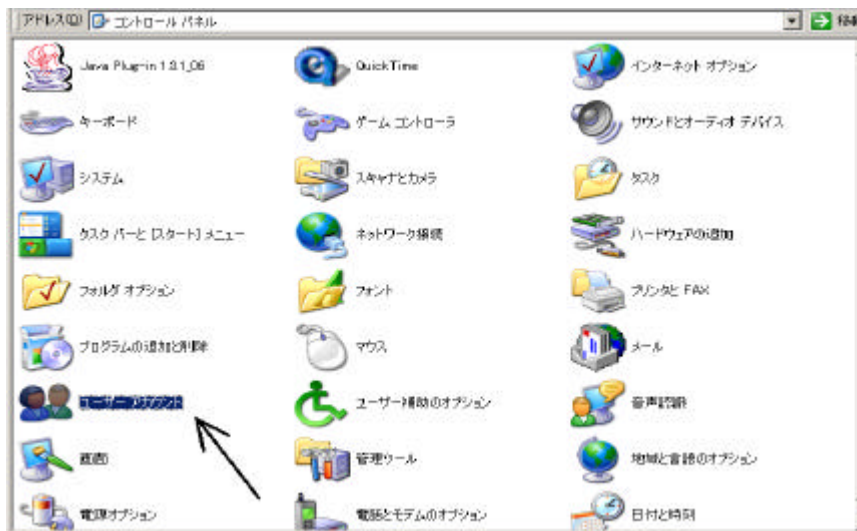 アドレス(D) コントロール パネル 移動
Java Plug-in 1.3.1_06 QuickTime インターネット オプション
キーボード ゲーム コントローラ サウンドとオーディオ デバイス
システム スキャナとカメラ タスク
タスク バーと [スタート] メニュー ネットワーク接続 ハードウェアの追加
フォルダ オプション フォント プリンタと FAX
プログラムの追加と削除 マウス メール
ユーザー アカウント ユーザー補助のオプション 音声認識
画面 管理ツール 地域と言語のオプション
電源オプション 電話とモデムのオプション 日付と時刻